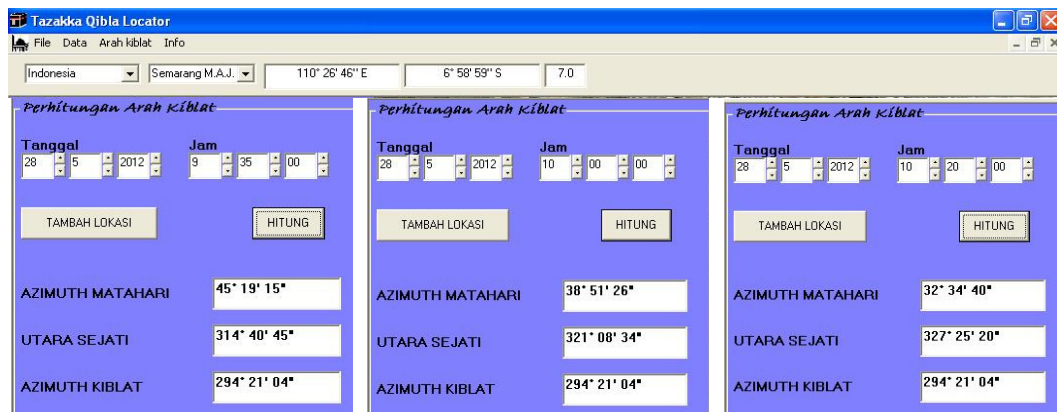 Tazakka Qibla Locator
File Data Arah kiblat Info
Indonesia Semarang M.A.J. 110° 26' 46'' E 6° 58' 59'' S 7.0
Perhitungan Arah Kiblat
Tanggal Jam
28 5 2012 9 35 00
TAMBAH LOKASI HITUNG
AZIMUTH MATAHARI 45° 19' 15"
UTARA SEJATI 314° 40' 45"
AZIMUTH KIBLAT 294° 21' 04"
Perhitungan Arah Kiblat
Tanggal Jam
28 5 2012 10 00 00
TAMBAH LOKASI HITUNG
AZIMUTH MATAHARI 38° 51' 26"
UTARA SEJATI 321° 08' 34"
AZIMUTH KIBLAT 294° 21' 04"
Perhitungan Arah Kiblat
Tanggal Jam
28 5 2012 10 20 00
TAMBAH LOKASI HITUNG
AZIMUTH MATAHARI 32° 34' 40"
UTARA SEJATI 327° 25' 20"
AZIMUTH KIBLAT 294° 21' 04"